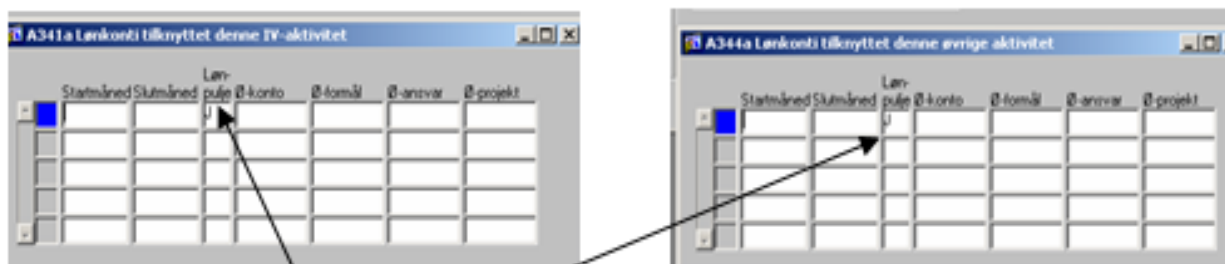 A341a Lønkonti tilknyttet denne IV-aktivitet
Løn-
Startmåned Slutmåned pulje Ø-konto Ø-formål Ø-ansvar Ø-projekt
J
A344a Lønkonti tilknyttet denne øvrige aktivitet
Løn-
Startmåned Slutmåned pulje Ø-konto Ø-formål Ø-ansvar Ø-projekt
J